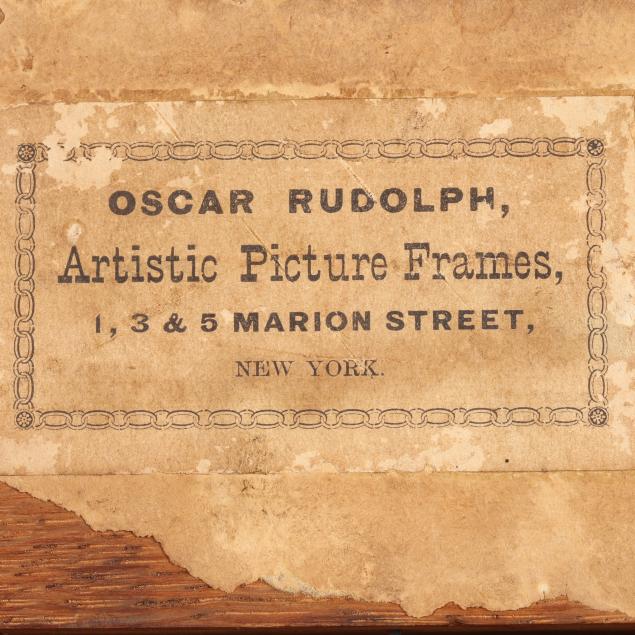 OSCAR RUDOLPH,
Artistic Picture Frames,
1, 3 & 5 MARION STREET,
NEW YORK.